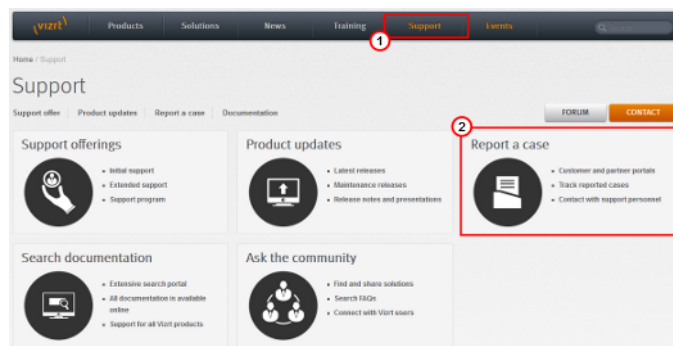 vizrt
Products
Solutions
News
Training
Support
Events
1
Home / Support
Support
Support offer
Product updates
Report a case
Documentation
FORUM
CONTACT
2
Support offerings
• Initial support
• Extended support
• Support program
Product updates
• Latest releases
• Maintenance releases
• Release notes and presentations
Report a case
• Customer and partner portals
• Track reported cases
• Contact with support personnel
Search documentation
• Extensive search portal
• All documentation is available
online
• Support for all Vizrt products
Ask the community
• Find and share solutions
• Search FAQs
• Connect with Vizrt users